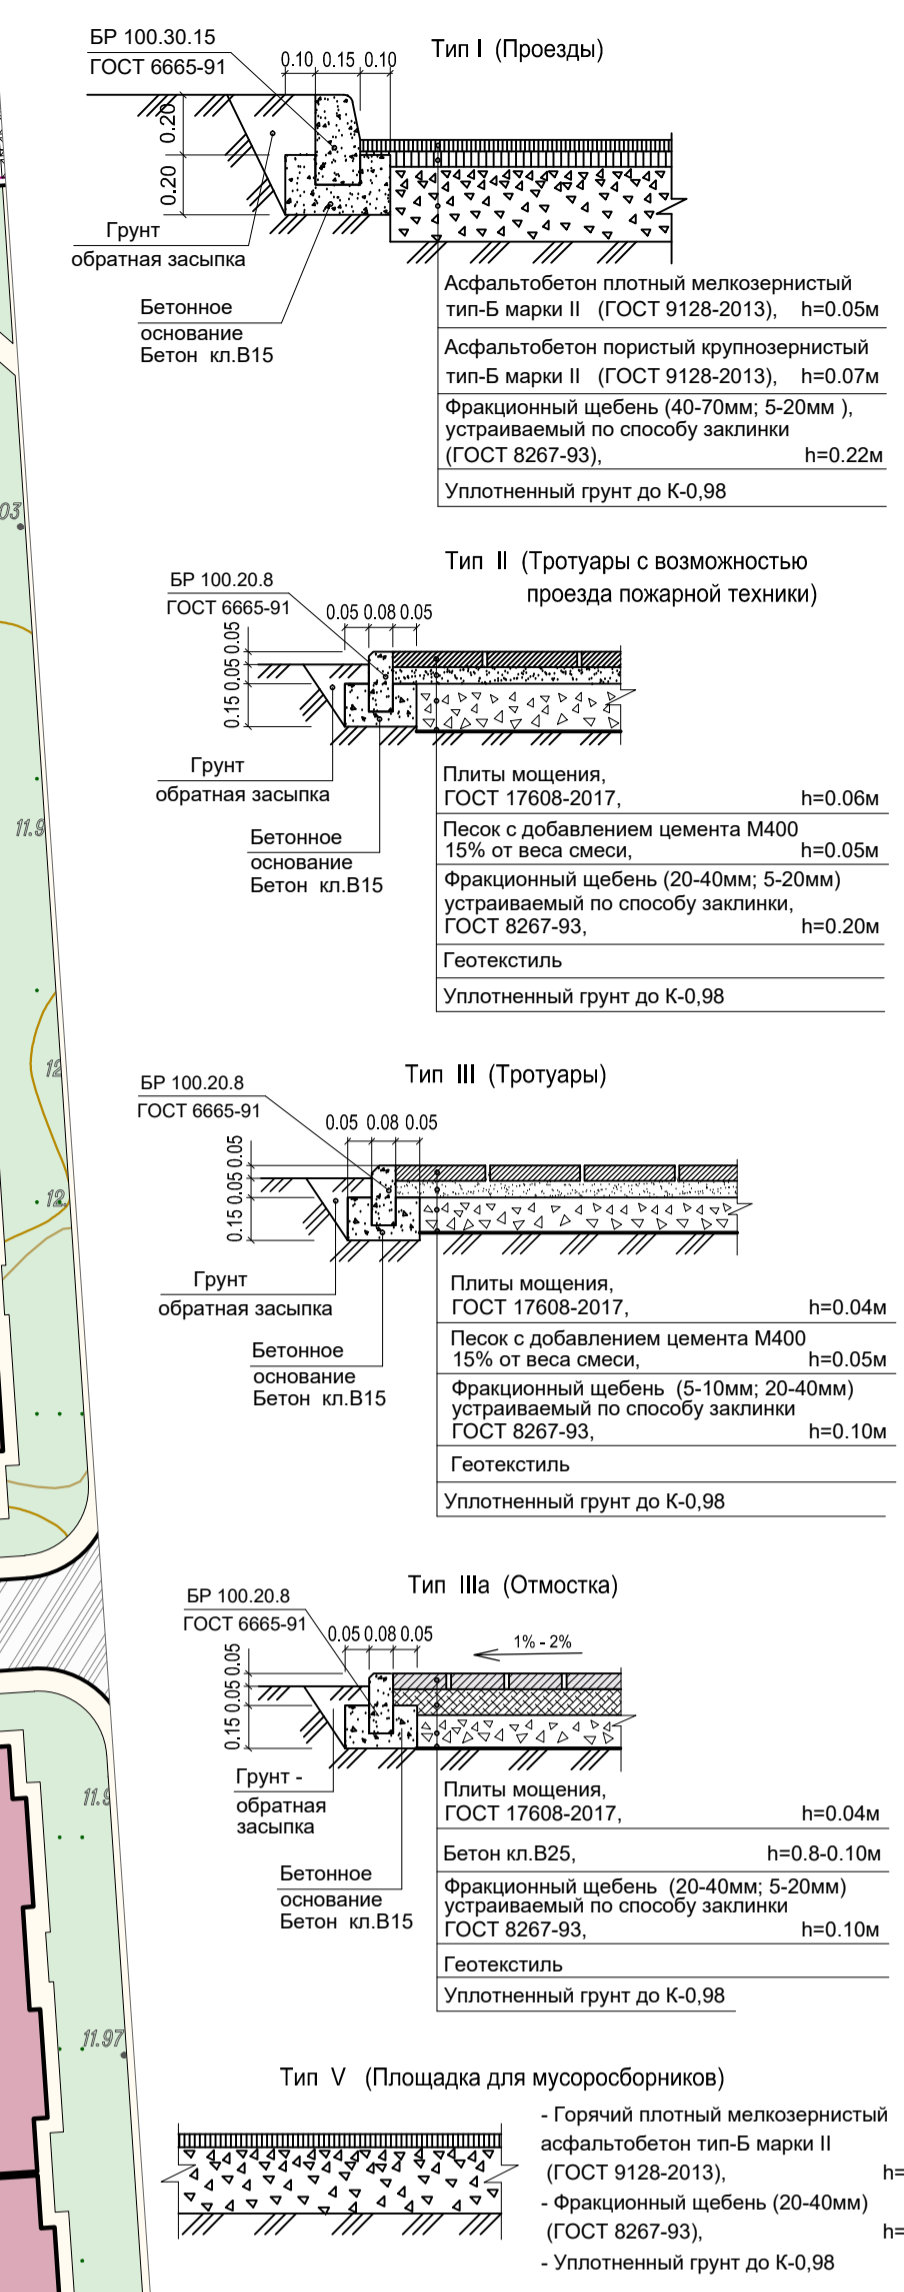 БР 100.30.15
ГОСТ 6665-91
Тип I (Проезды)
0.10 0.15 0.10
0.20
0.20
Грунт
обратная засыпка
Бетонное
основание
Бетон кл.В15
Асфальтобетон плотный мелкозернистый
тип-Б марки II (ГОСТ 9128-2013), h=0.05м
Асфальтобетон пористый крупнозернистый
тип-Б марки II (ГОСТ 9128-2013), h=0.07м
Фракционный щебень (40-70мм; 5-20мм ),
устраиваемый по способу заклинки
(ГОСТ 8267-93), h=0.22м
Уплотненный грунт до К-0,98
Тип II (Тротуары с возможностью
проезда пожарной техники)
БР 100.20.8
ГОСТ 6665-91
0.05 0.08 0.05
0.15 0.05 0.05
Грунт
обратная засыпка
Бетонное
основание
Бетон кл.В15
Плиты мощения,
ГОСТ 17608-2017, h=0.06м
Песок с добавлением цемента М400
15% от веса смеси, h=0.05м
Фракционный щебень (20-40мм; 5-20мм)
устраиваемый по способу заклинки,
ГОСТ 8267-93, h=0.20м
Геотекстиль
Уплотненный грунт до К-0,98
Тип III (Тротуары)
БР 100.20.8
ГОСТ 6665-91
0.05 0.08 0.05
0.15 0.05 0.05
Грунт
обратная засыпка
Бетонное
основание
Бетон кл.В15
Плиты мощения,
ГОСТ 17608-2017, h=0.04м
Песок с добавлением цемента М400
15% от веса смеси, h=0.05м
Фракционный щебень (5-10мм; 20-40мм)
устраиваемый по способу заклинки
ГОСТ 8267-93, h=0.10м
Геотекстиль
Уплотненный грунт до К-0,98
Тип IIIа (Отмостка)
БР 100.20.8
ГОСТ 6665-91
0.05 0.08 0.05
1% - 2%
0.15 0.05 0.05
Грунт -
обратная
засыпка
Бетонное
основание
Бетон кл.В15
Плиты мощения,
ГОСТ 17608-2017, h=0.04м
Бетон кл.В25, h=0.8-0.10м
Фракционный щебень (20-40мм; 5-20мм)
устраиваемый по способу заклинки
ГОСТ 8267-93, h=0.10м
Геотекстиль
Уплотненный грунт до К-0,98
Тип V (Площадка для мусоросборников)
- Горячий плотный мелкозернистый
асфальтобетон тип-Б марки II
(ГОСТ 9128-2013), h=
- Фракционный щебень (20-40мм)
(ГОСТ 8267-93), h=
- Уплотненный грунт до К-0,98
03
11.9
12
12.
11.9
11.97